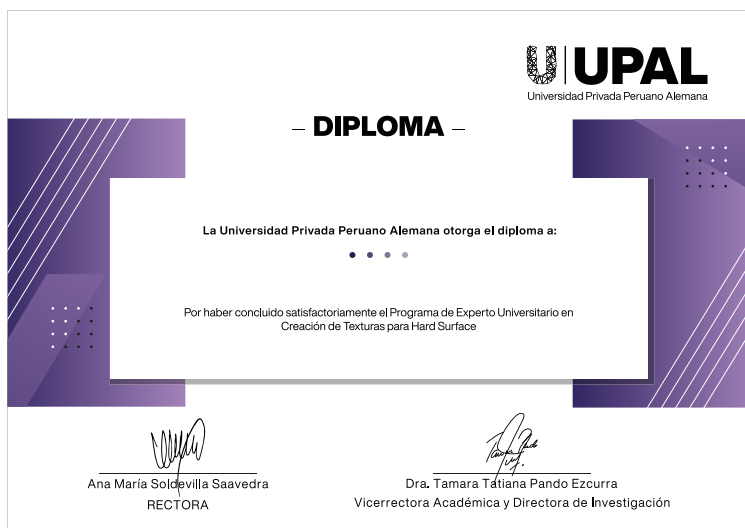 UPAL
Universidad Privada Peruano Alemana
– DIPLOMA –
La Universidad Privada Peruano Alemana otorga el diploma a:
Por haber concluido satisfactoriamente el Programa de Experto Universitario en
Creación de Texturas para Hard Surface
Ana María Soldevilla Saavedra
RECTORA
Dra. Tamara Tatiana Pando Ezcurra
Vicerrectora Académica y Directora de Investigación